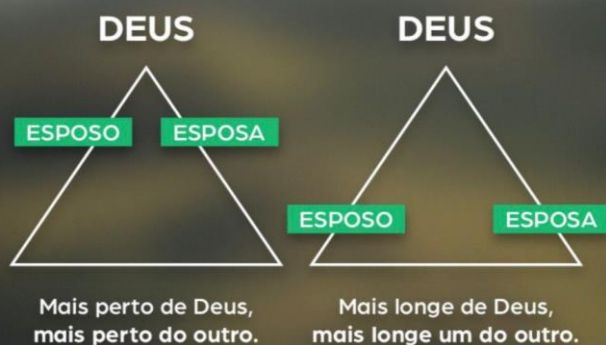 DEUS
ESPOSO
ESPOSA
Mais perto de Deus,
mais perto do outro.
DEUS
ESPOSO
ESPOSA
Mais longe de Deus,
mais longe um do outro.